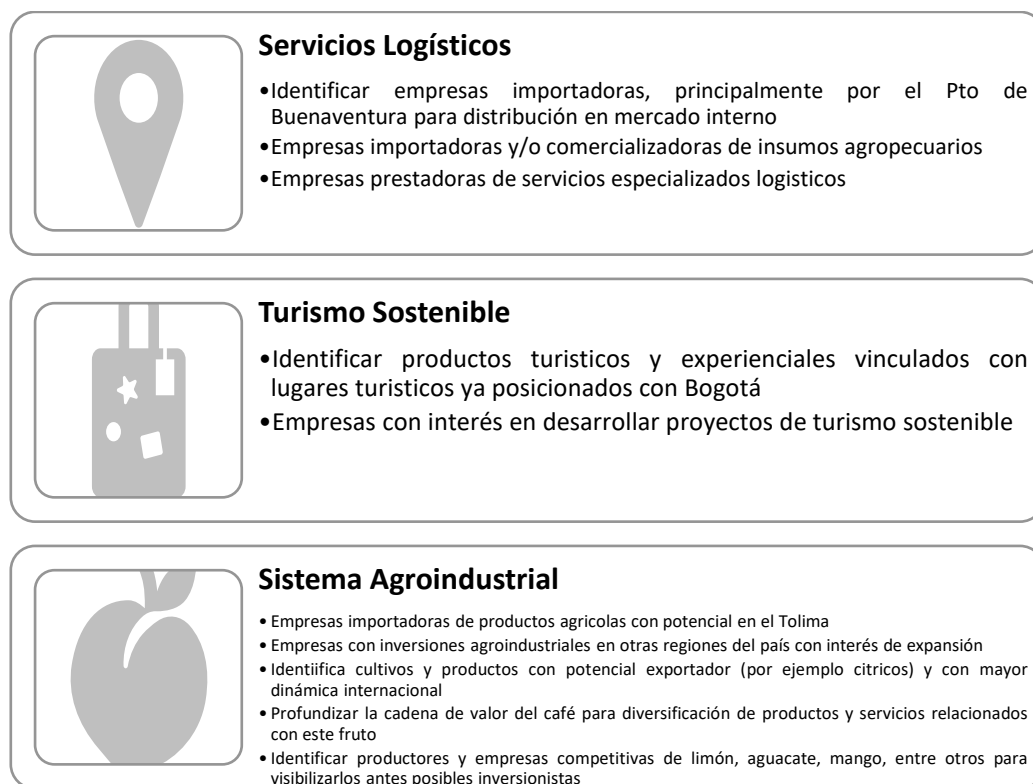 Servicios Logísticos
•Identificar empresas importadoras, principalmente por el Pto de
Buenaventura para distribución en mercado interno
•Empresas importadoras y/o comercializadoras de insumos agropecuarios
•Empresas prestadoras de servicios especializados logisticos
Turismo Sostenible
•Identificar productos turisticos y experienciales vinculados con
lugares turisticos ya posicionados con Bogotá
•Empresas con interés en desarrollar proyectos de turismo sostenible
Sistema Agroindustrial
•Empresas importadoras de productos agricolas con potencial en el Tolima
•Empresas con inversiones agroindustriales en otras regiones del país con interés de expansión
•Identiifica cultivos y productos con potencial exportador (por ejemplo citricos) y con mayor
dinámica internacional
•Profundizar la cadena de valor del café para diversificación de productos y servicios relacionados
con este fruto
•Identificar productores y empresas competitivas de limón, aguacate, mango, entre otros para
visibilizarlos antes posibles inversionistas